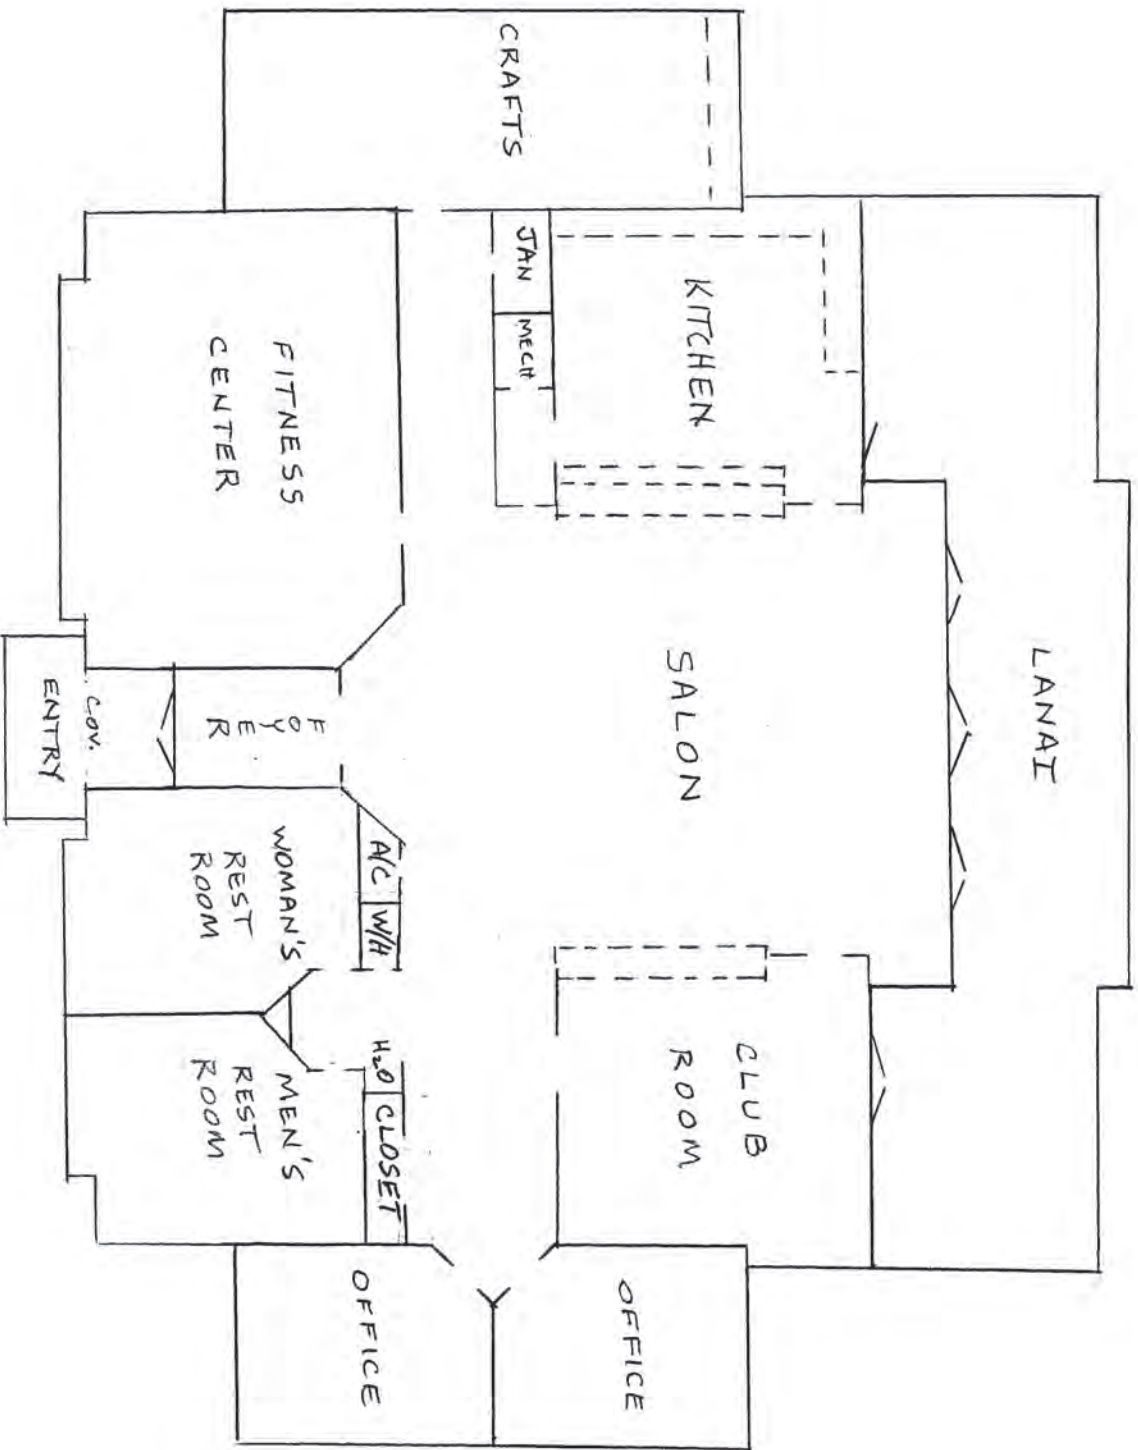 LANAI
CRAFTS
KITCHEN
SALON
CLUB
ROOM
OFFICE
JAN
MECH
FITNESS
CENTER
FOYER
A/C
W/H
H₂O
CLOSET
WOMAN'S
REST
ROOM
MEN'S
REST
ROOM
OFFICE
COV.
ENTRY